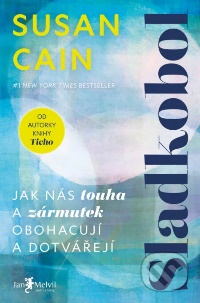 SUSAN
CAIN
#1 NEW YORK TIMES BESTSELLER
OD
AUTORKY
KNIHY
Ticho
Sladkobol
JAK NÁS touha
A zármutek
OBOHACUJÍ
A DOTVÁŘEJÍ
Jan Melvil